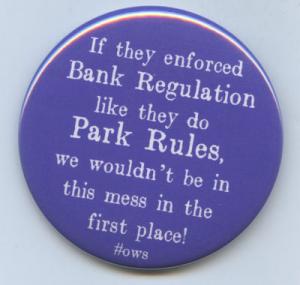 If they enforced
Bank Regulation
like they do
Park Rules,
we wouldn't be in
this mess in the
first place!
#ows